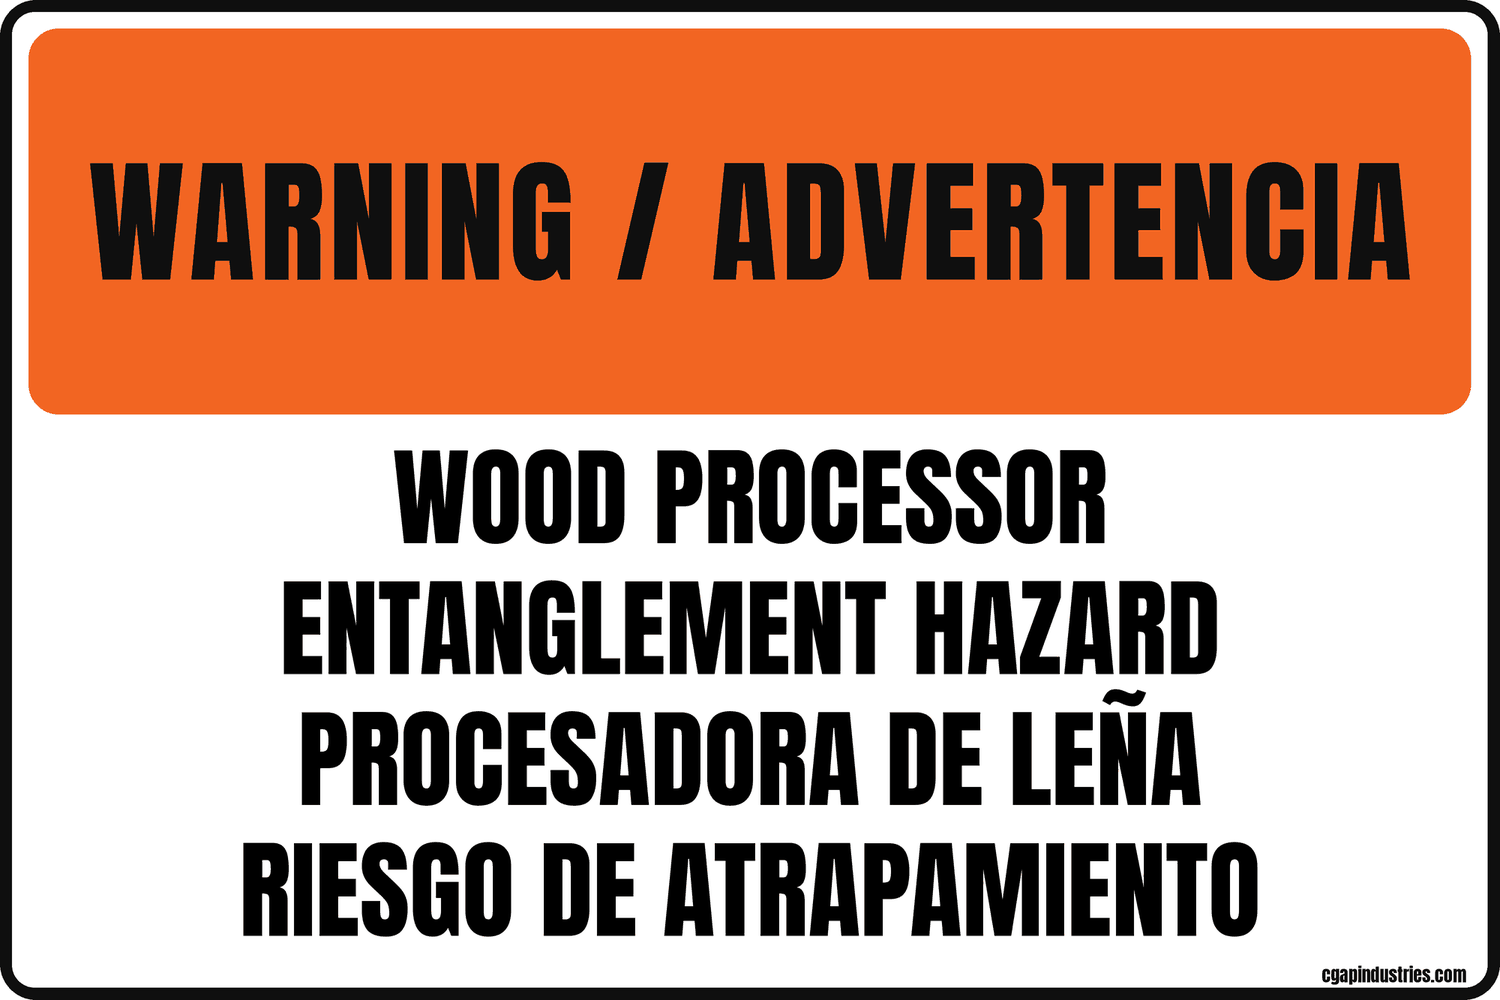 WARNING / ADVERTENCIA
WOOD PROCESSOR
ENTANGLEMENT HAZARD
PROCESADORA DE LEÑA
RIESGO DE ATRAPAMIENTO
cgapindustries.com